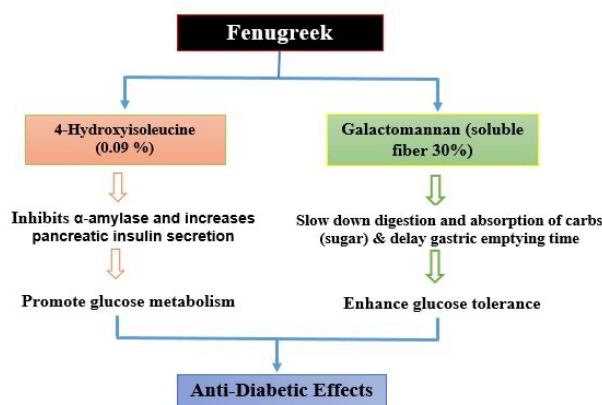 Fenugreek
4-Hydroxyisoleucine
(0.09 %)
Inhibits α-amylase and increases
pancreatic insulin secretion
Promote glucose metabolism
Galactomannan (soluble
fiber 30%)
Slow down digestion and absorption of carbs
(sugar) & delay gastric emptying time
Enhance glucose tolerance
Anti-Diabetic Effects